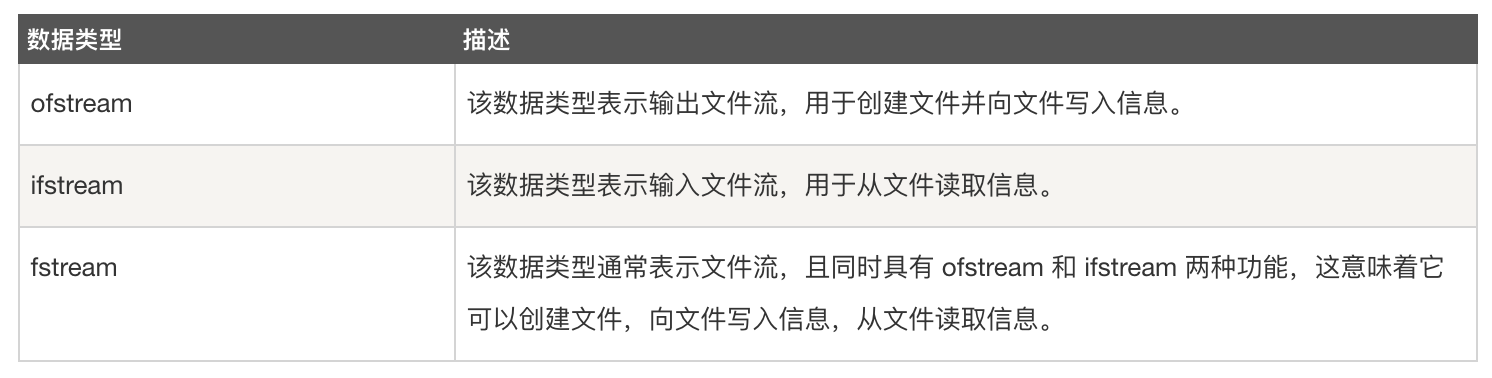 数据类型 描述
ofstream 该数据类型表示输出文件流，用于创建文件并向文件写入信息。
ifstream 该数据类型表示输入文件流，用于从文件读取信息。
fstream 该数据类型通常表示文件流，且同时具有 ofstream 和 ifstream 两种功能，这意味着它
可以创建文件，向文件写入信息，从文件读取信息。